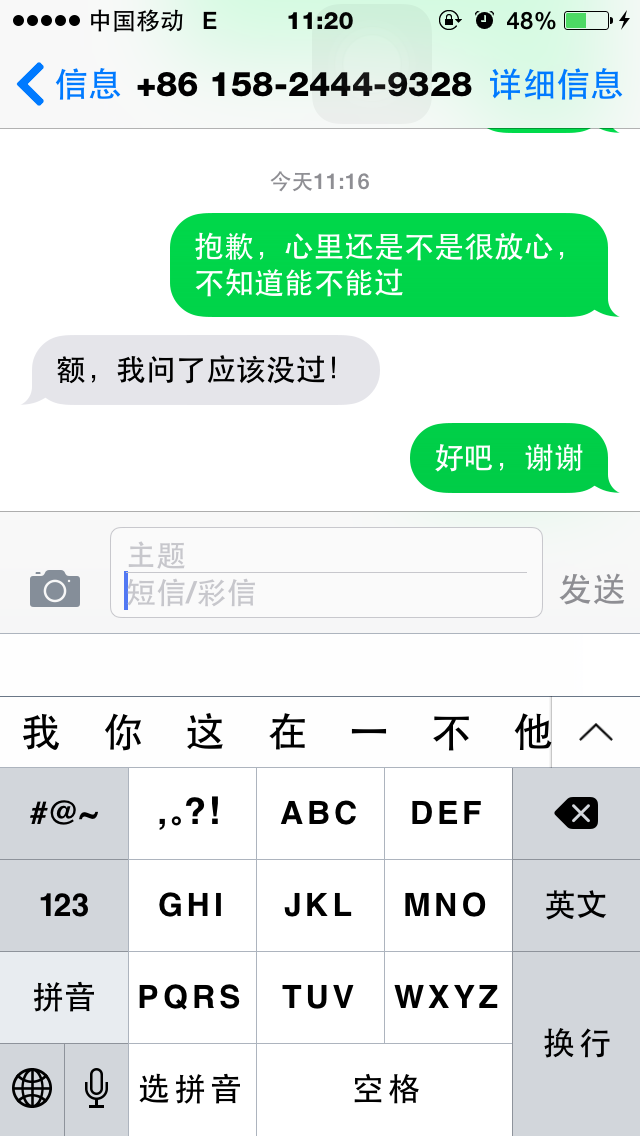 中国移动 E 11:20 48%
信息 +86 158-2444-9328 详细信息
今天11:16
抱歉，心里还是不是很放心，
不知道能不能过
额，我问了应该没过！
好吧，谢谢
主题
短信/彩信
发送
我 你 这 在 一 不 他
#@~ ,。?! ABC DEF
123 GHI JKL MNO 英文
拼音 PQRS TUV WXYZ
换行
选拼音 空格